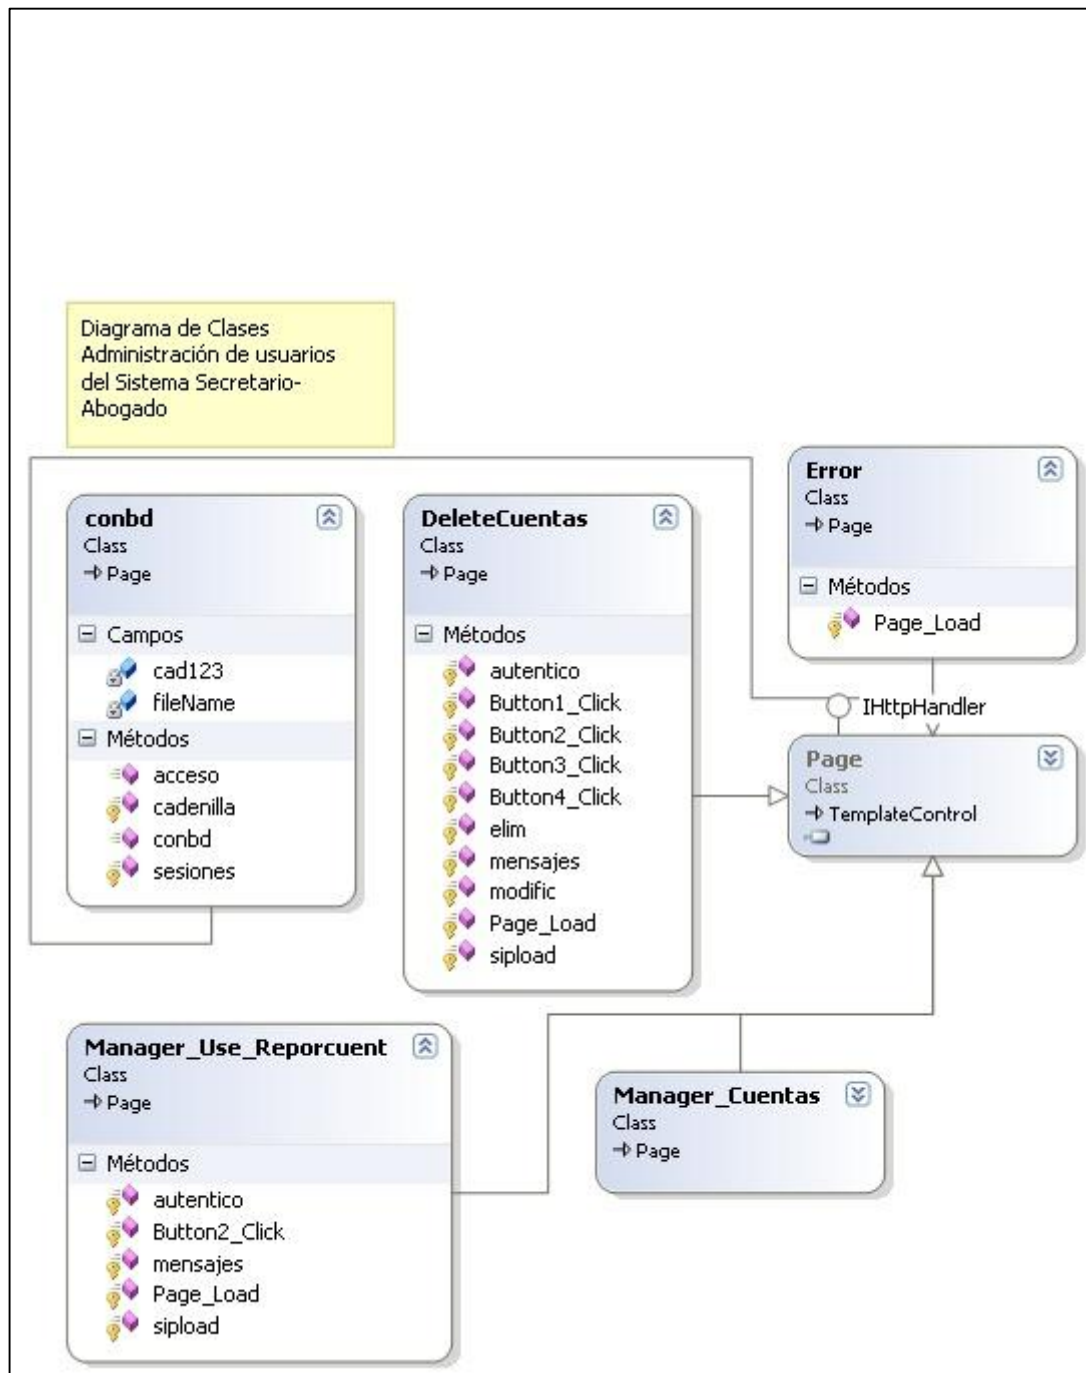 Diagrama de Clases
Administración de usuarios
del Sistema Secretario-
Abogado
conbd
Class
Page
Campos
cad123
fileName
Métodos
acceso
cadenilla
conbd
sesiones
DeleteCuentas
Class
Page
Métodos
autentico
Button1_Click
Button2_Click
Button3_Click
Button4_Click
elim
mensajes
modific
Page_Load
sipload
Error
Class
Page
Métodos
Page_Load
IHttpHandler
Page
Class
TemplateControl
Manager_Use_Reporcuent
Class
Page
Métodos
autentico
Button2_Click
mensajes
Page_Load
sipload
Manager_Cuentas
Class
Page